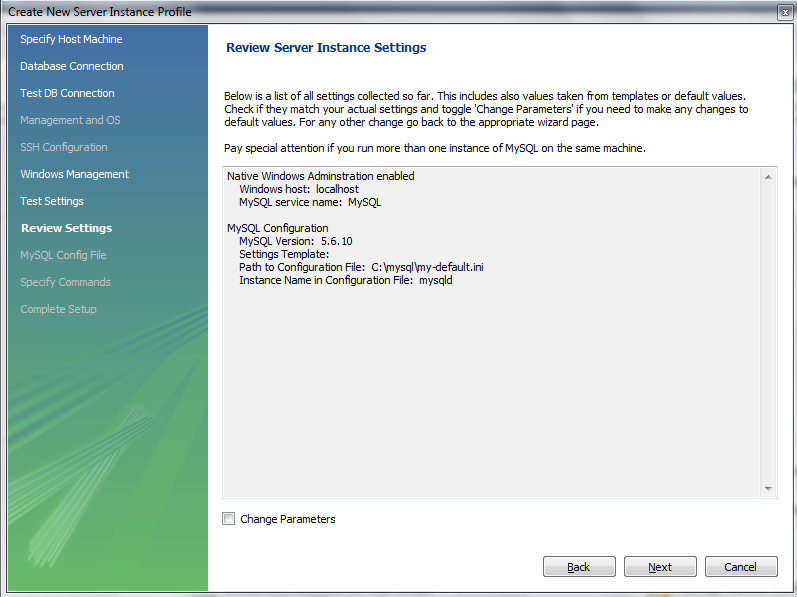 Create New Server Instance Profile
Specify Host Machine
Database Connection
Test DB Connection
Management and OS
SSH Configuration
Windows Management
Test Settings
Review Settings
MySQL Config File
Specify Commands
Complete Setup
Review Server Instance Settings
Below is a list of all settings collected so far. This includes also values taken from templates or default values.
Check if they match your actual settings and toggle 'Change Parameters' if you need to make any changes to
default values. For any other change go back to the appropriate wizard page.
Pay special attention if you run more than one instance of MySQL on the same machine.
Native Windows Adminstration enabled
Windows host: localhost
MySQL service name: MySQL
MySQL Configuration
MySQL Version: 5.6.10
Settings Template:
Path to Configuration File: C:\mysql\my-default.ini
Instance Name in Configuration File: mysqld
Change Parameters
Back
Next
Cancel